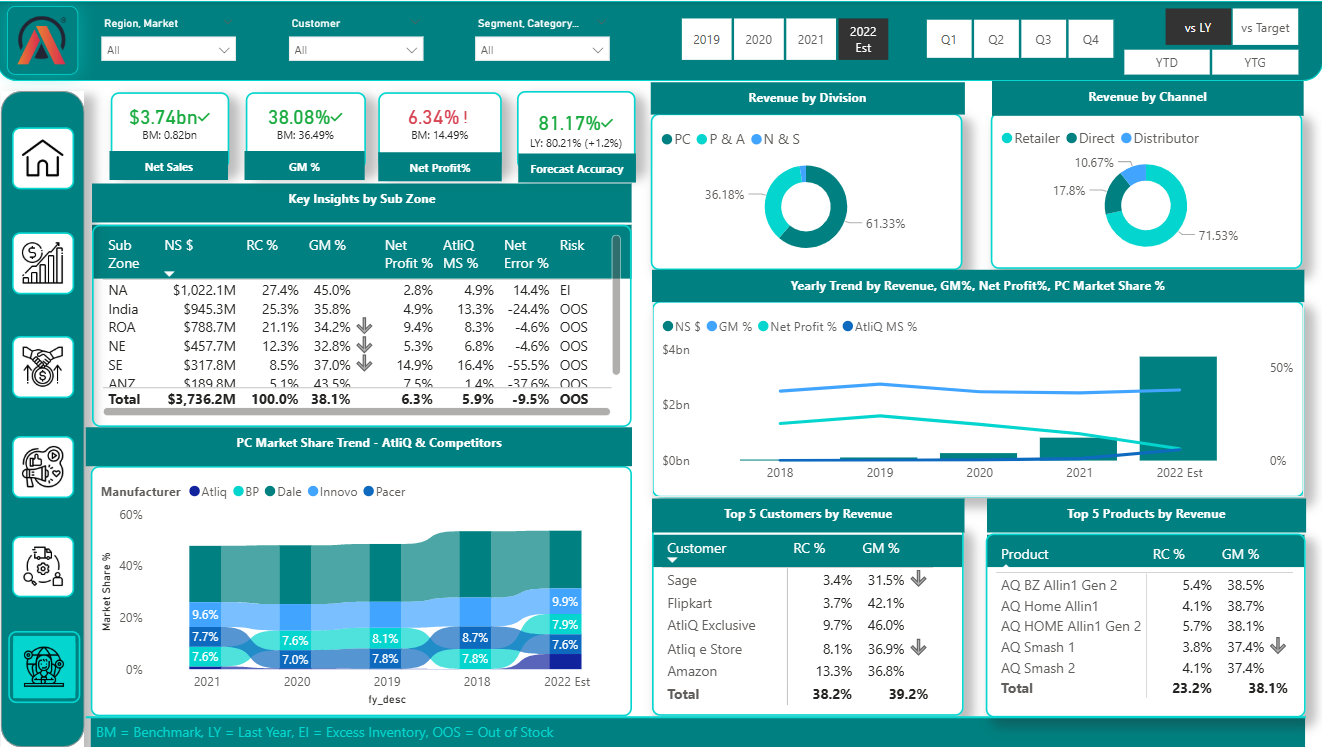 Region, Market
Customer
Segment, Category...
All
All
All
2019
2020
2021
2022
Est
Q1
Q2
Q3
Q4
vs LY
vs Target
YTD
YTG
$3.74bn
BM: 0.82bn
Net Sales
38.08%
BM: 36.49%
GM %
6.34% !
BM: 14.49%
Net Profit%
81.17%
LY: 80.21% (+1.2%)
Forecast Accuracy
Revenue by Division
PC P & A N & S
36.18%
61.33%
Revenue by Channel
Retailer Direct Distributor
10.67%
17.8%
71.53%
Key Insights by Sub Zone
Sub Zone NS $ RC % GM % Net Profit % AtliQ MS % Net Error % Risk
NA $1,022.1M 27.4% 45.0% 2.8% 4.9% 14.4% EI
India $945.3M 25.3% 35.8% 4.9% 13.3% -24.4% OOS
ROA $788.7M 21.1% 34.2% 9.4% 8.3% -4.6% OOS
NE $457.7M 12.3% 32.8% 5.3% 6.8% -4.6% OOS
SE $317.8M 8.5% 37.0% 14.9% 16.4% -55.5% OOS
ANZ $189.8M 5.1% 43.5% 7.5% 1.4% -37.6% OOS
Total $3,736.2M 100.0% 38.1% 6.3% 5.9% -9.5% OOS
Yearly Trend by Revenue, GM%, Net Profit%, PC Market Share %
NS $ GM % Net Profit % AtliQ MS %
$4bn
$2bn
$0bn
50%
0%
2018 2019 2020 2021 2022 Est
PC Market Share Trend - AtliQ & Competitors
Manufacturer Atliq BP Dale Innovo Pacer
Market Share %
60%
40%
20%
0%
9.6%
7.7%
7.6%
7.6%
7.0%
8.1%
7.8%
8.7%
7.8%
9.9%
7.9%
7.6%
2021 2020 2019 2018 2022 Est
fy_desc
Top 5 Customers by Revenue
Customer RC % GM %
Sage 3.4% 31.5%
Flipkart 3.7% 42.1%
AtliQ Exclusive 9.7% 46.0%
Atliq e Store 8.1% 36.9%
Amazon 13.3% 36.8%
Total 38.2% 39.2%
Top 5 Products by Revenue
Product RC % GM %
AQ BZ Allin1 Gen 2 5.4% 38.5%
AQ Home Allin1 4.1% 38.7%
AQ HOME Allin1 Gen 2 5.7% 38.1%
AQ Smash 1 3.8% 37.4%
AQ Smash 2 4.1% 37.4%
Total 23.2% 38.1%
BM = Benchmark, LY = Last Year, EI = Excess Inventory, OOS = Out of Stock